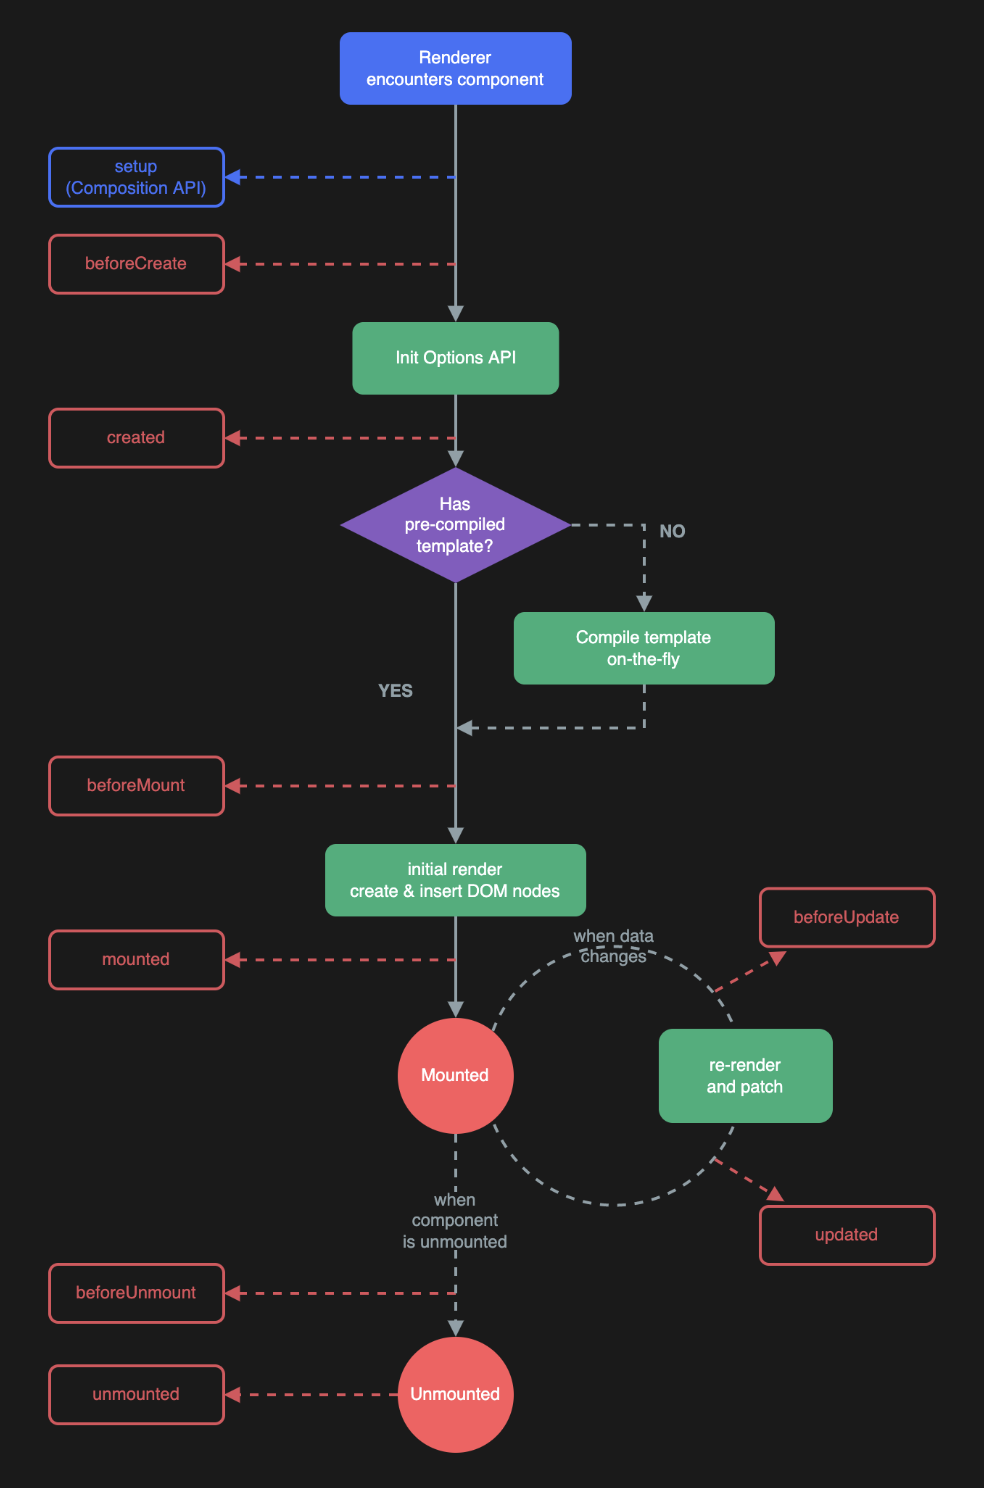 Renderer
encounters component
setup
(Composition API)
beforeCreate
Init Options API
created
Has
pre-compiled
template?
NO
Compile template
on-the-fly
YES
beforeMount
initial render
create & insert DOM nodes
beforeUpdate
when data
changes
mounted
Mounted
re-render
and patch
when
component
is unmounted
updated
beforeUnmount
unmounted
Unmounted